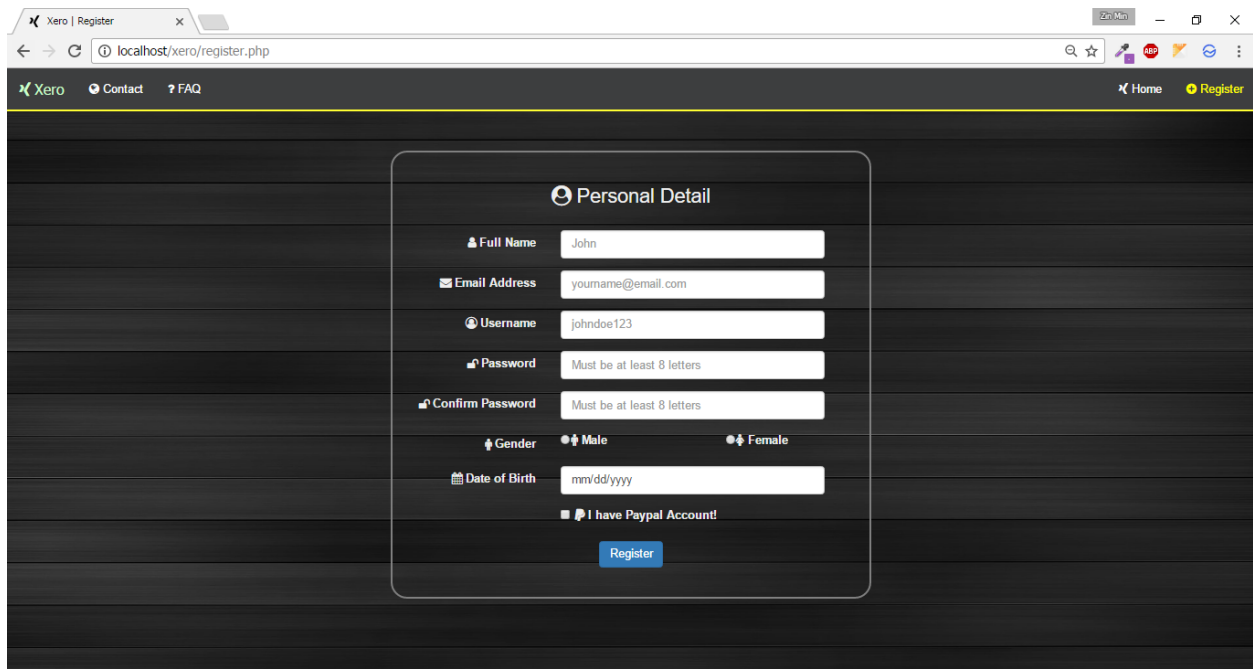 Xero | Register
Zin Min
localhost/xero/register.php
ABP
Xero Contact ? FAQ Home Register
Personal Detail
Full Name John
Email Address yourname@email.com
Username johndoe123
Password Must be at least 8 letters
Confirm Password Must be at least 8 letters
Gender Male Female
Date of Birth mm/dd/yyyy
I have Paypal Account!
Register